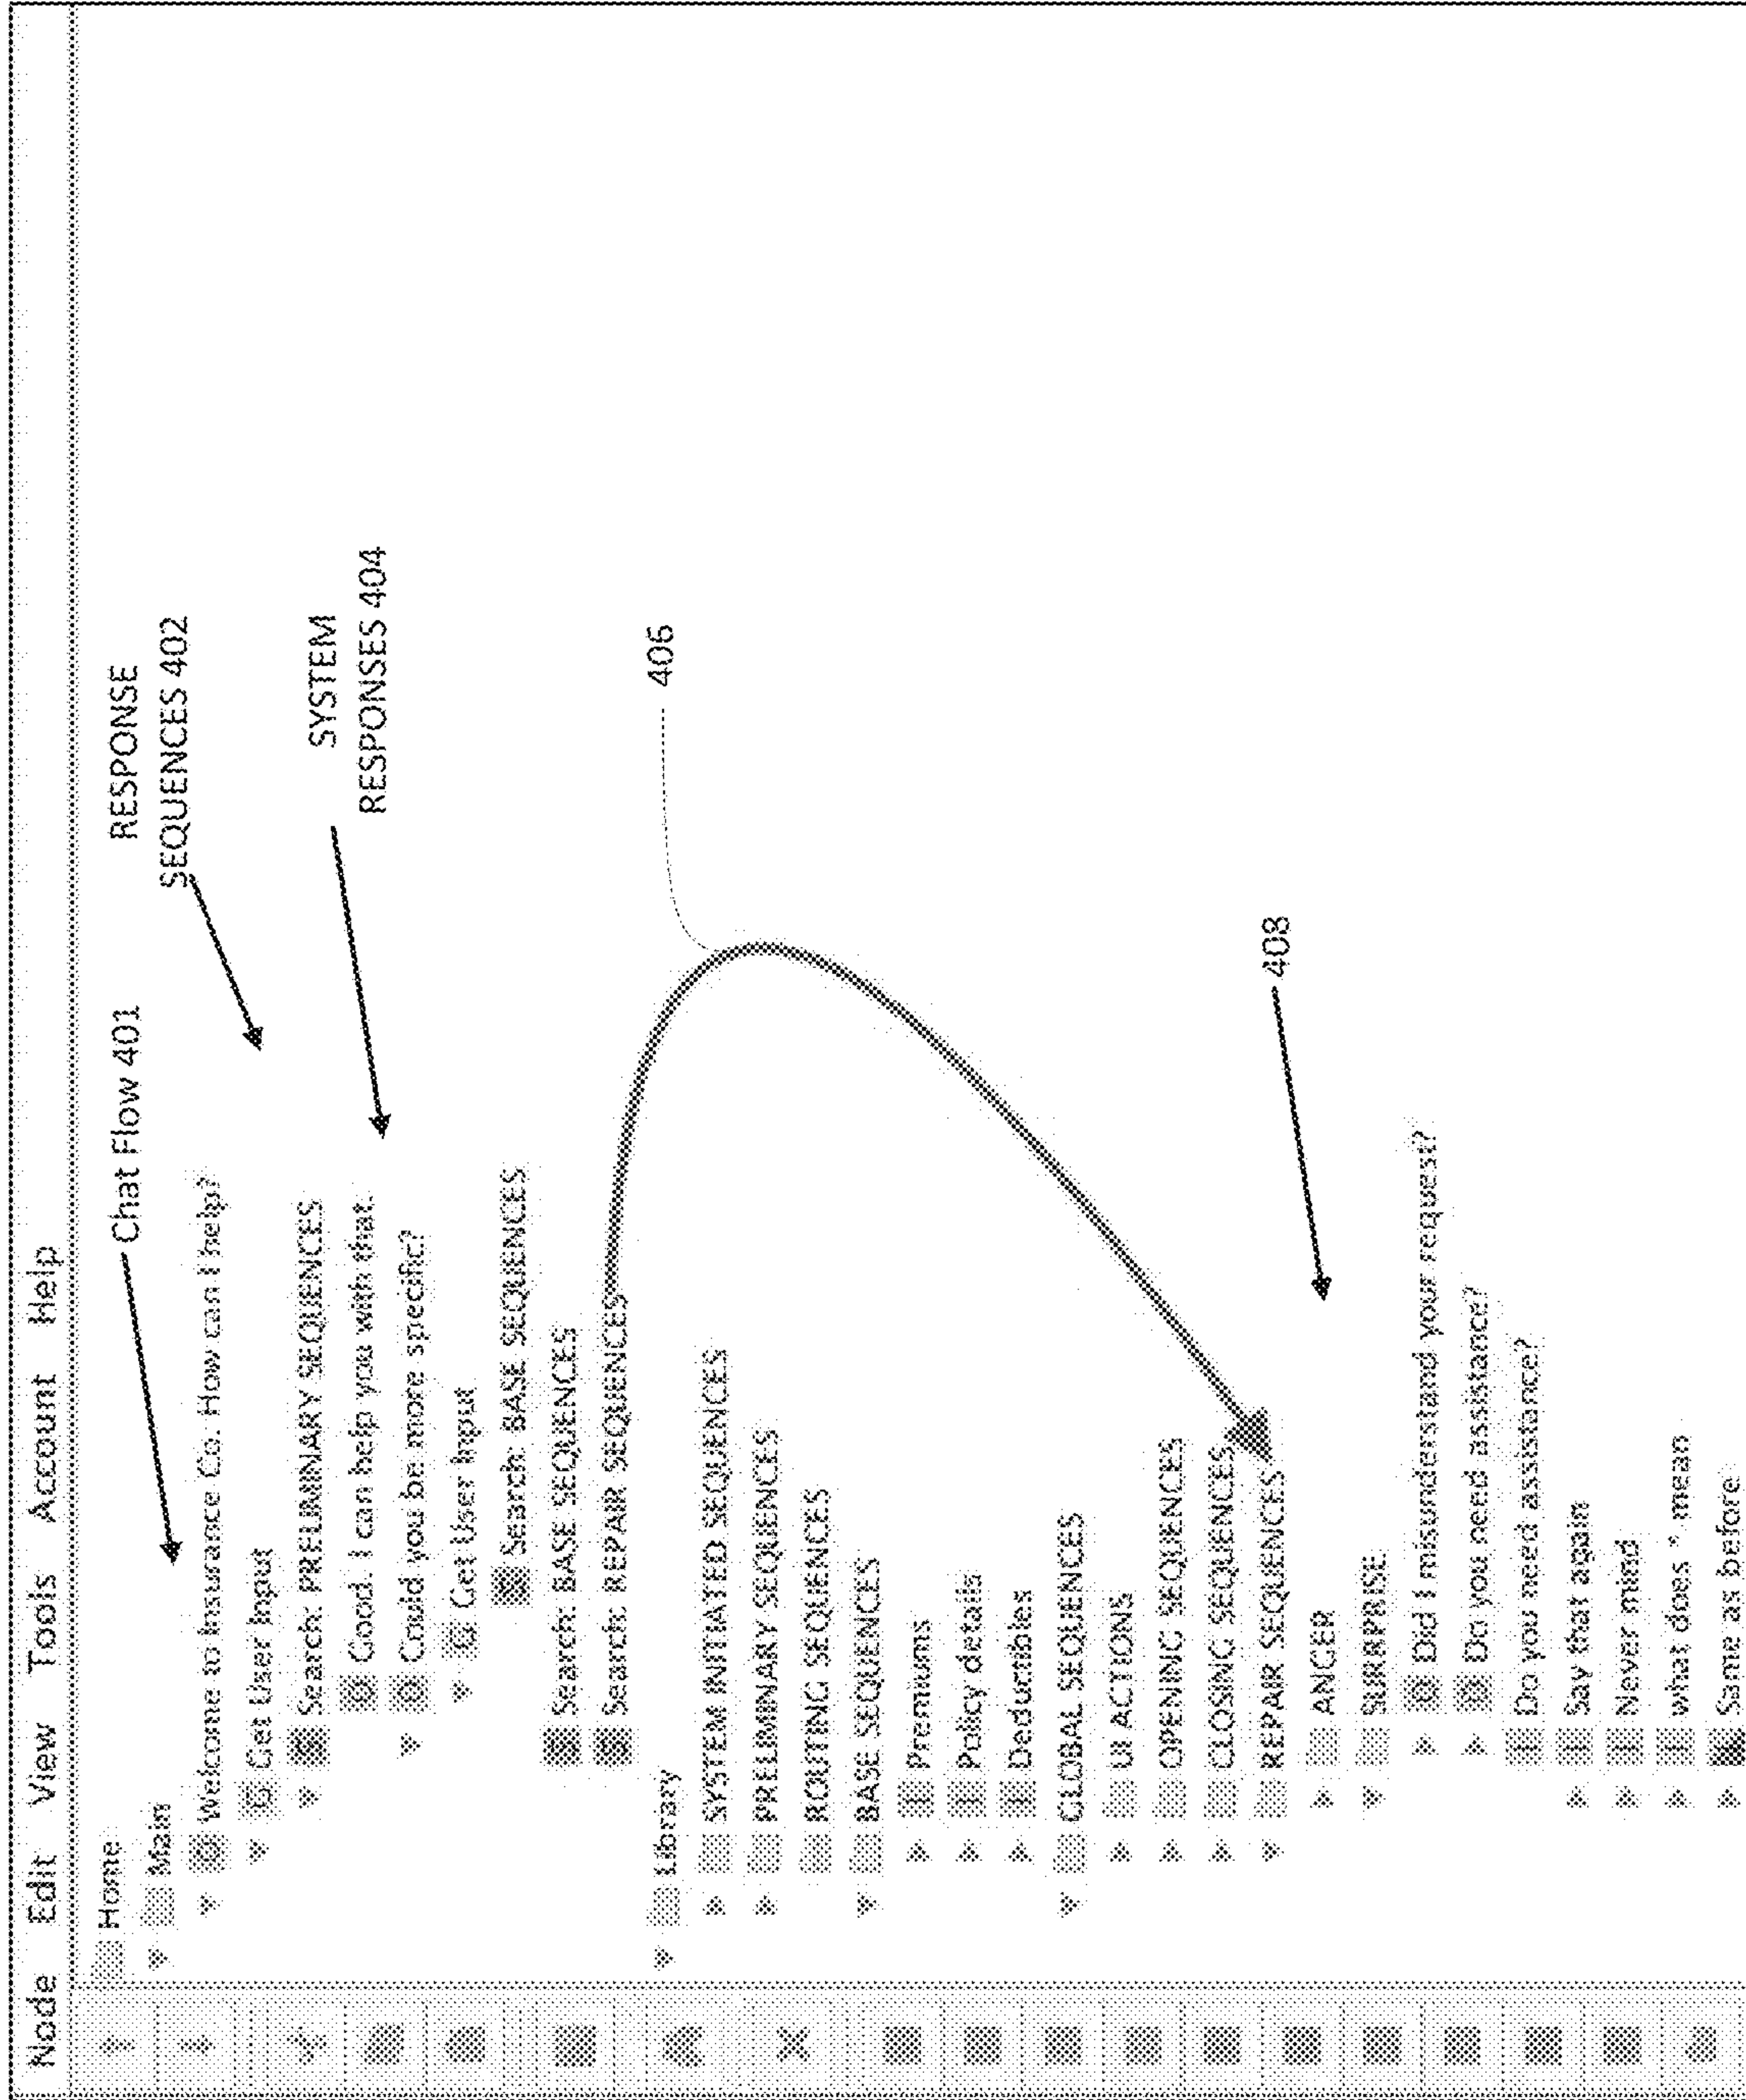 Node Edit View Tools Account Help
Home
Main
Chat Flow 401
RESPONSE
SEQUENCES 402
Welcome to Insurance Co. How can I help?
Get User Input
Search: PRELIMINARY SEQUENCES
SYSTEM
RESPONSES 404
Good. I can help you with that.
Could you be more specific?
Get User Input
Search: BASE SEQUENCES
Search: BASE SEQUENCES
Search: REPAIR SEQUENCES
406
Library
SYSTEM INITIATED SEQUENCES
PRELIMINARY SEQUENCES
ROUTING SEQUENCES
BASE SEQUENCES
Premiums
Policy details
Deductibles
GLOBAL SEQUENCES
UI ACTIONS
OPENING SEQUENCES
CLOSING SEQUENCES
REPAIR SEQUENCES
408
ANGER
SURPRISE
Did I misunderstand your request?
Do you need assistance?
Do you need assistance?
Say that again
Never mind
what does * mean
Same as before